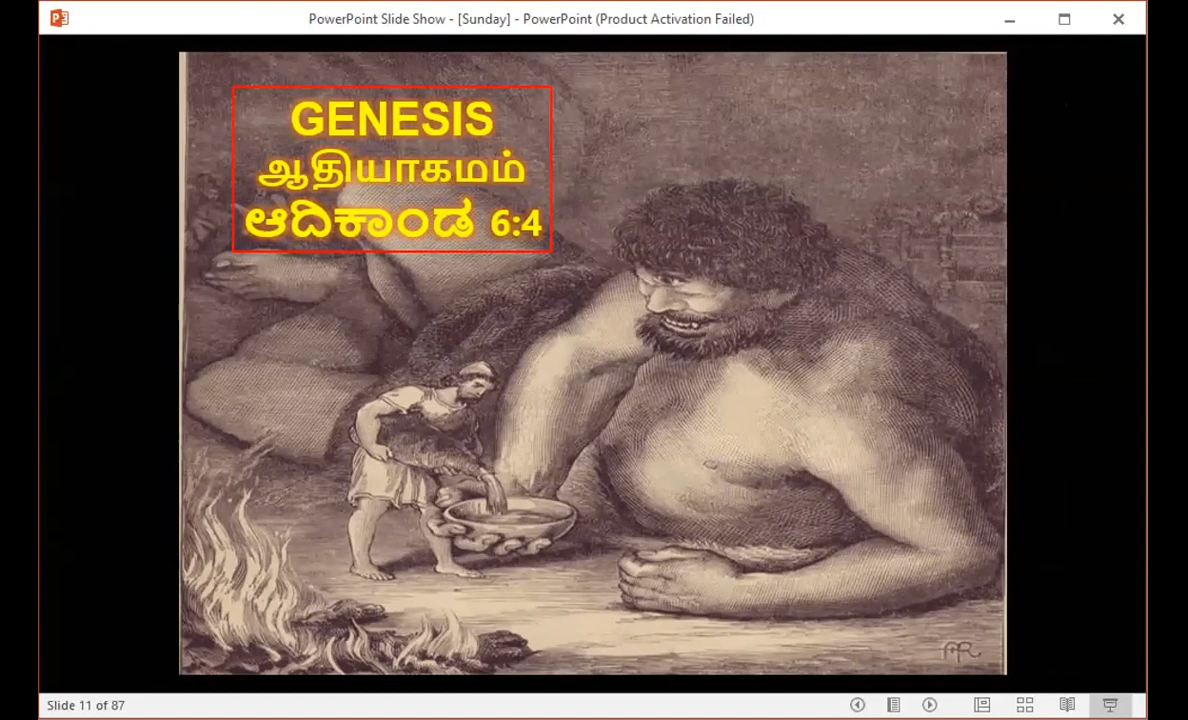 PowerPoint Slide Show - [Sunday] - PowerPoint (Product Activation Failed)
GENESIS
ஆதியாகமம்
ಆದಿಕಾಂಡ 6:4
Slide 11 of 87